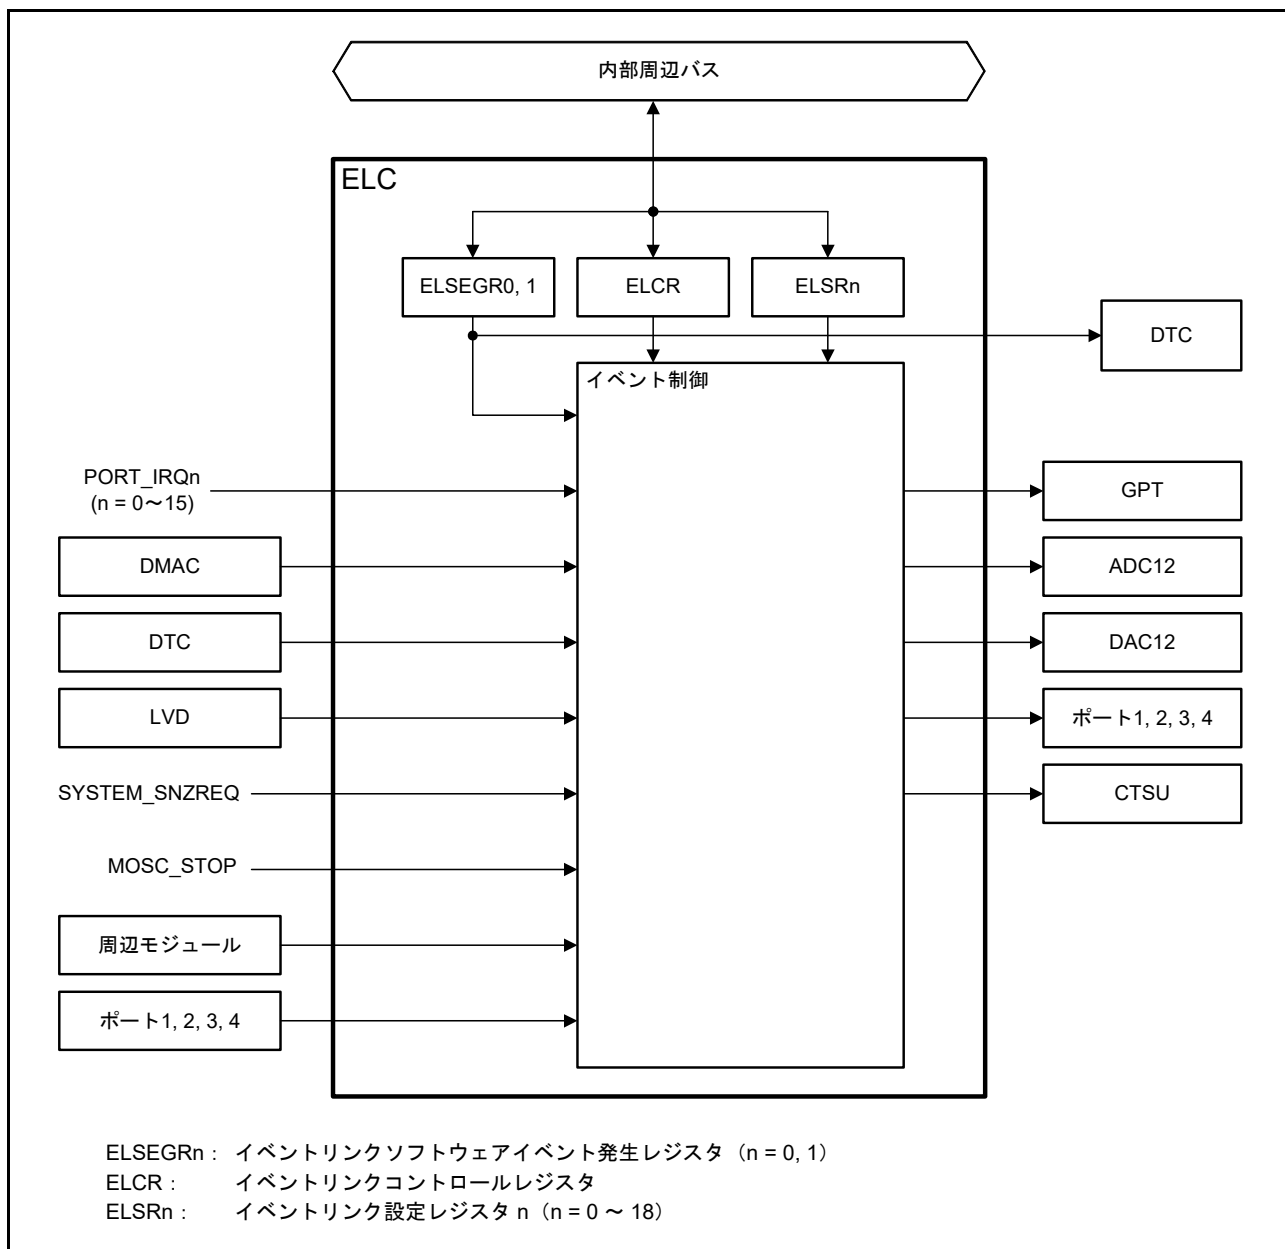 内部周辺バス
ELC
ELSEGR0, 1
ELCR
ELSRn
DTC
イベント制御
PORT_IRQn
(n = 0～15)
GPT
DMAC
ADC12
DTC
DAC12
LVD
ポート1, 2, 3, 4
SYSTEM_SNZREQ
CTSU
MOSC_STOP
周辺モジュール
ポート1, 2, 3, 4
ELSEGRn： イベントリンクソフトウェアイベント発生レジスタ（n = 0, 1）
ELCR： イベントリンクコントロールレジスタ
ELSRn： イベントリンク設定レジスタ n（n = 0 ～ 18）